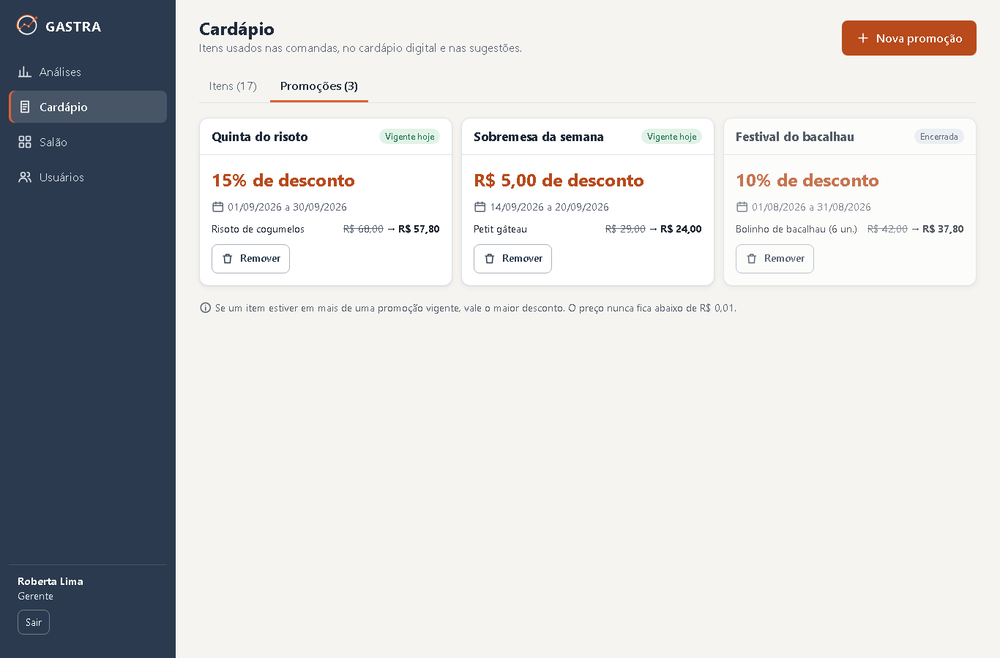 GASTRA
Análises
Cardápio
Salão
Usuários
Roberta Lima
Gerente
Sair
Cardápio
Itens usados nas comandas, no cardápio digital e nas sugestões.
Nova promoção
Itens (17)
Promoções (3)
Quinta do risoto
Vigente hoje
15% de desconto
01/09/2026 a 30/09/2026
Risoto de cogumelos R$ 68,00 → R$ 57,80
Remover
Sobremesa da semana
Vigente hoje
R$ 5,00 de desconto
14/09/2026 a 20/09/2026
Petit gâteau R$ 29,00 → R$ 24,00
Remover
Festival do bacalhau
Encerrada
10% de desconto
01/08/2026 a 31/08/2026
Bolinho de bacalhau (6 un.) R$ 42,00 → R$ 37,80
Remover
Se um item estiver em mais de uma promoção vigente, vale o maior desconto. O preço nunca fica abaixo de R$ 0,01.